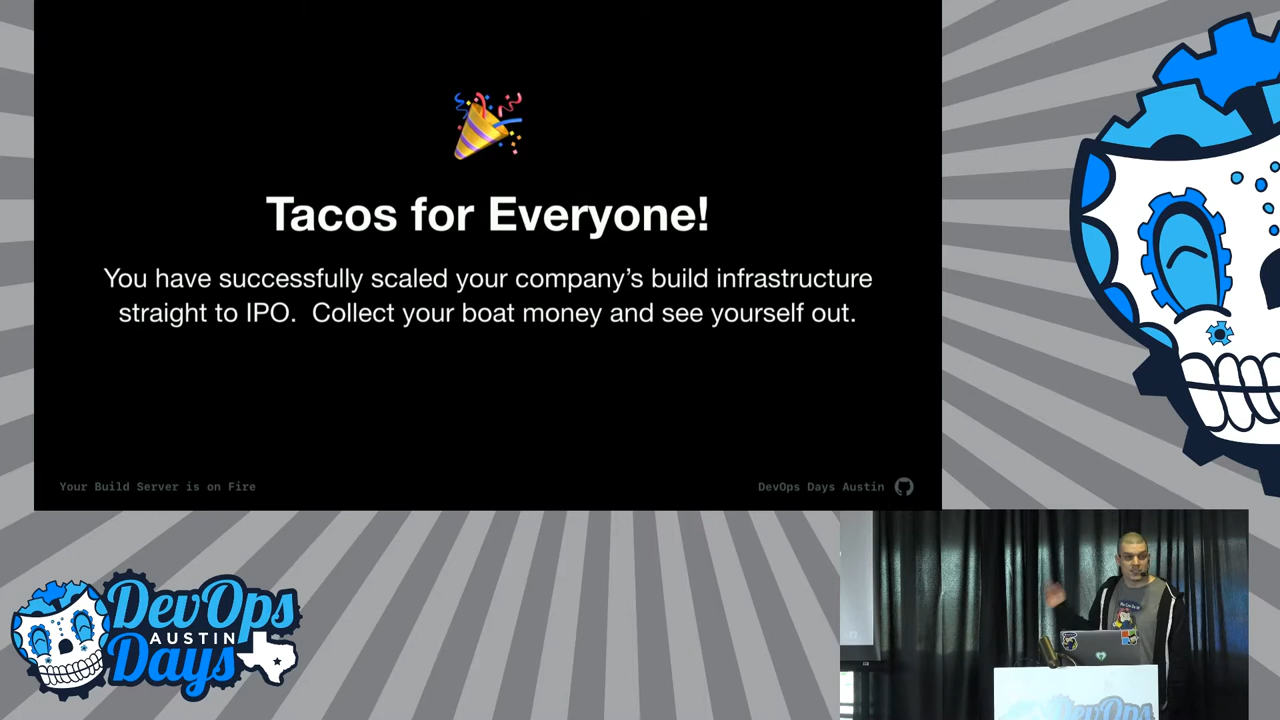 Tacos for Everyone!
You have successfully scaled your company’s build infrastructure
straight to IPO.  Collect your boat money and see yourself out.
Your Build Server is on Fire
DevOps Days Austin
DevOps
AUSTIN
Days
DevOps